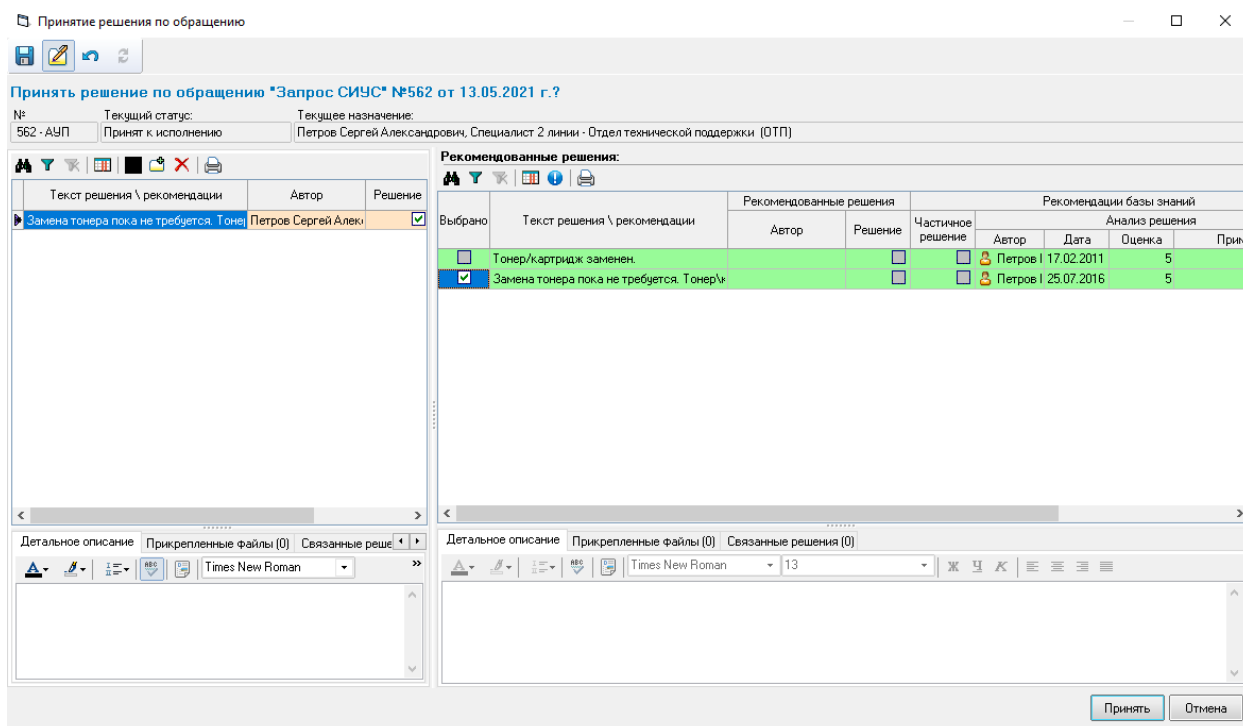 Принятие решения по обращению
Принять решение по обращению "Запрос СИУС" №562 от 13.05.2021 г.?
№ Текущий статус: Текущее назначение:
562 - АУП Принят к исполнению Петров Сергей Александрович, Специалист 2 линии - Отдел технической поддержки (ОТП)
Текст решения \ рекомендации Автор Решение
Замена тонера пока не требуется. Тонер Петров Сергей Алекс
Рекомендованные решения:
Рекомендованные решения Рекомендации базы знаний
Выбрано Текст решения \ рекомендации Автор Решение Частичное решение Анализ решения
Автор Дата Оценка Прим
Тонер/картридж заменен. Петров I 17.02.2011 5
Замена тонера пока не требуется. Тонер\к Петров I 25.07.2016 5
Детальное описание Прикрепленные файлы (0) Связанные реше
Times New Roman
Детальное описание Прикрепленные файлы (0) Связанные решения (0)
Times New Roman 13 Ж Ч К
Принять Отмена